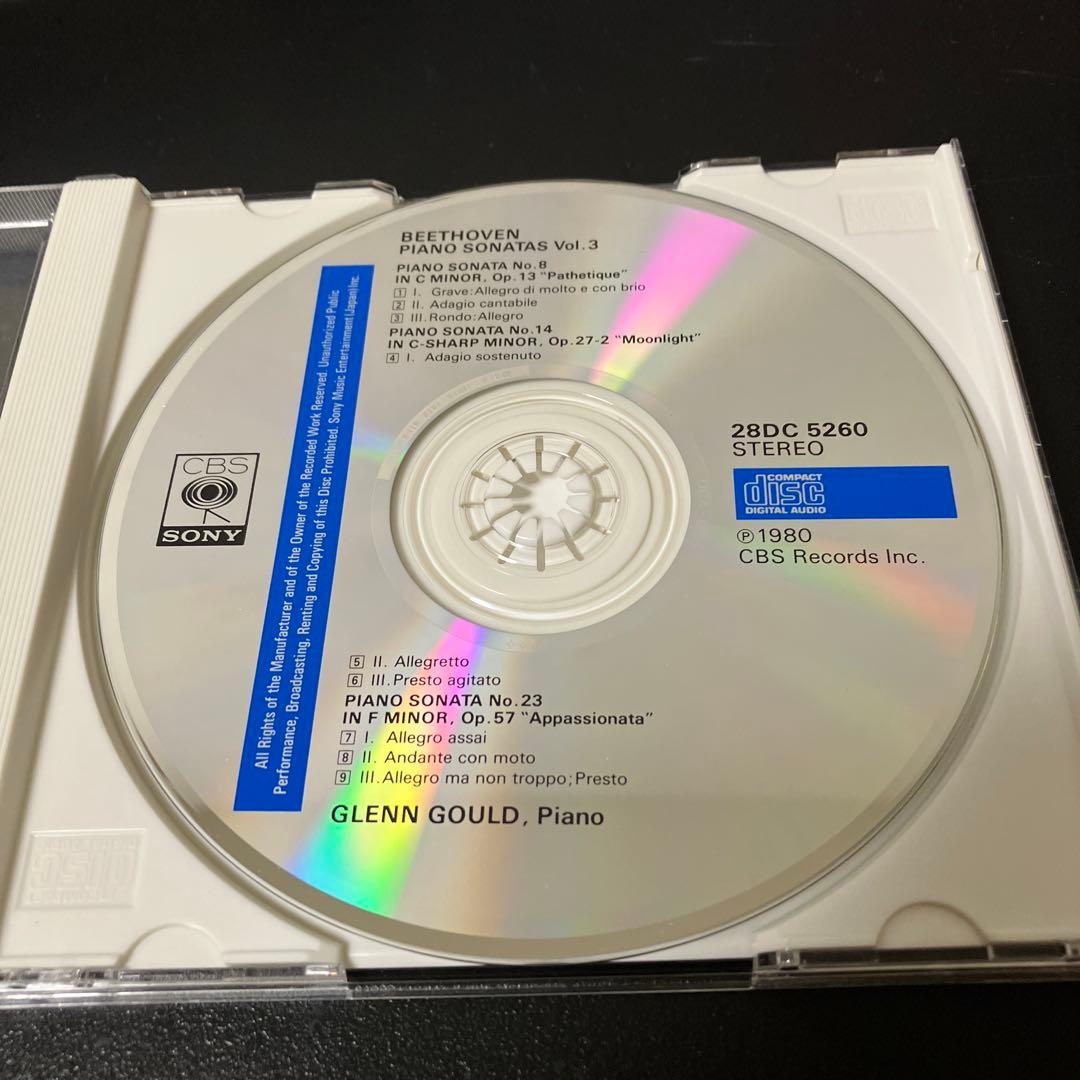 BEETHOVEN
PIANO SONATAS Vol.3
PIANO SONATA No.8
IN C MINOR, Op.13 "Pathetique"
1 I. Grave:Allegro di molto e con brio
2 II. Adagio cantabile
3 III. Rondo:Allegro
PIANO SONATA No.14
IN C-SHARP MINOR, Op.27-2 "Moonlight"
4 I. Adagio sostenuto
All Rights of the Manufacturer and of the Owner of the Recorded Work Reserved. Unauthorized Public
Performance, Broadcasting, Renting and Copying of this Disc Prohibited. Sony Music Entertainment (Japan) Inc.
CBS
SONY
28DC 5260
STEREO
COMPACT
disc
DIGITAL AUDIO
℗1980
CBS Records Inc.
5 II. Allegretto
6 III. Presto agitato
PIANO SONATA No.23
IN F MINOR, Op.57 "Appassionata"
7 I. Allegro assai
8 II. Andante con moto
9 III. Allegro ma non troppo;Presto
GLENN GOULD, Piano